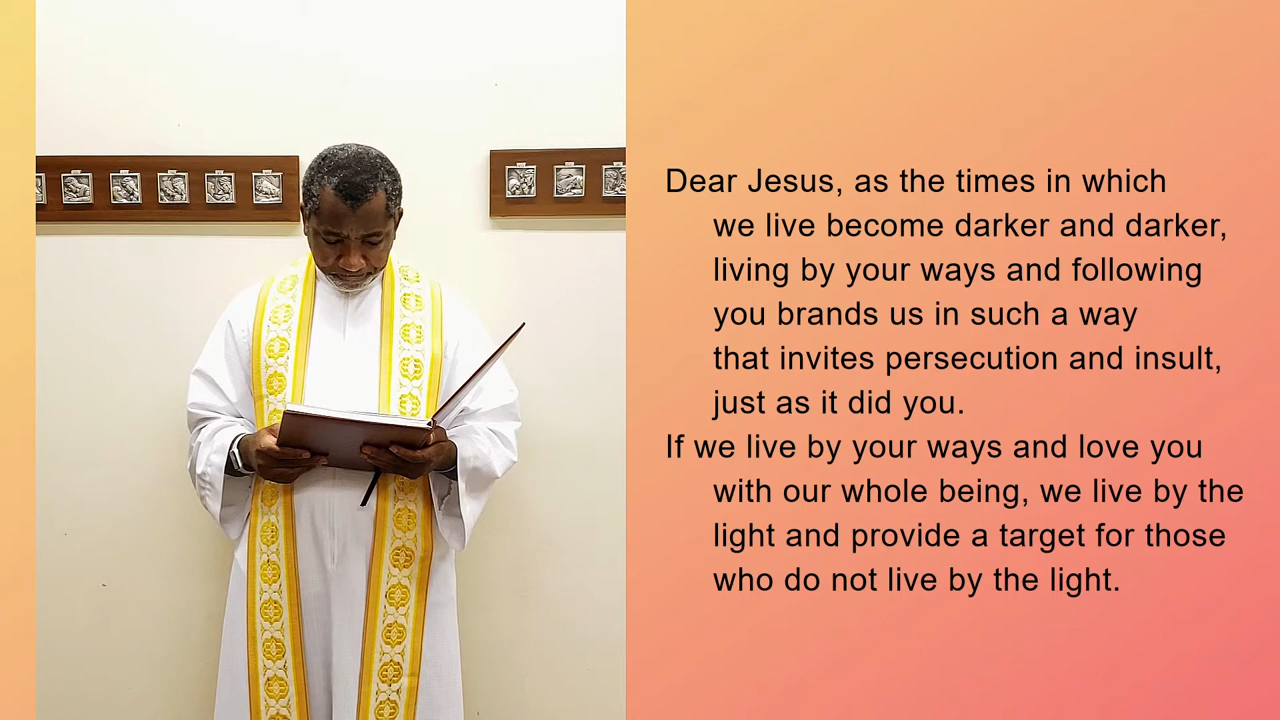 Dear Jesus, as the times in which
we live become darker and darker,
living by your ways and following
you brands us in such a way
that invites persecution and insult,
just as it did you.
If we live by your ways and love you
with our whole being, we live by the
light and provide a target for those
who do not live by the light.